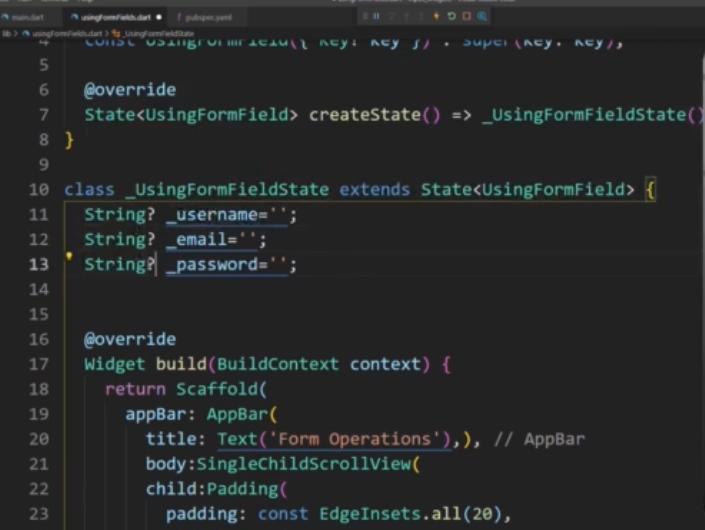 main.dart usingFormFields.dart pubspec.yaml
lib > usingFormFields.dart > _UsingFormFieldState
4 const UsingFormField({ Key? key }) : super(key: key);
5
6 @override
7 State<UsingFormField> createState() => _UsingFormFieldState()
8 }
9
10 class _UsingFormFieldState extends State<UsingFormField> {
11 String? _username='';
12 String? _email='';
13 String? _password='';
14
15
16 @override
17 Widget build(BuildContext context) {
18 return Scaffold(
19 appBar: AppBar(
20 title: Text('Form Operations'),), // AppBar
21 body:SingleChildScrollView(
22 child:Padding(
23 padding: const EdgeInsets.all(20),